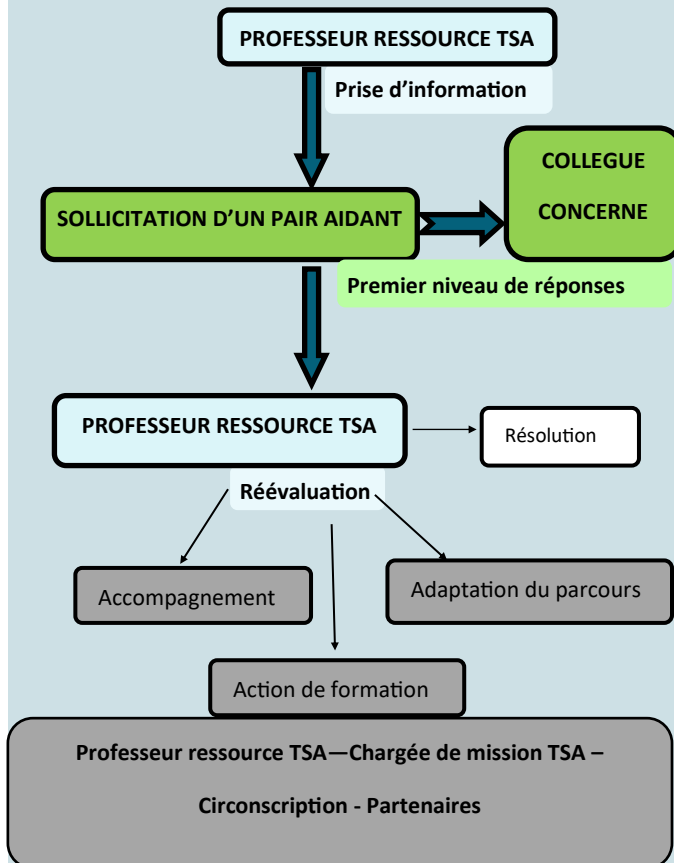 PROFESSEUR RESSOURCE TSA
Prise d’information
COLLEGUE
CONCERNE
SOLLICITATION D’UN PAIR AIDANT
Premier niveau de réponses
PROFESSEUR RESSOURCE TSA
Résolution
Réévaluation
Accompagnement
Adaptation du parcours
Action de formation
Professeur ressource TSA—Chargée de mission TSA –
Circonscription - Partenaires